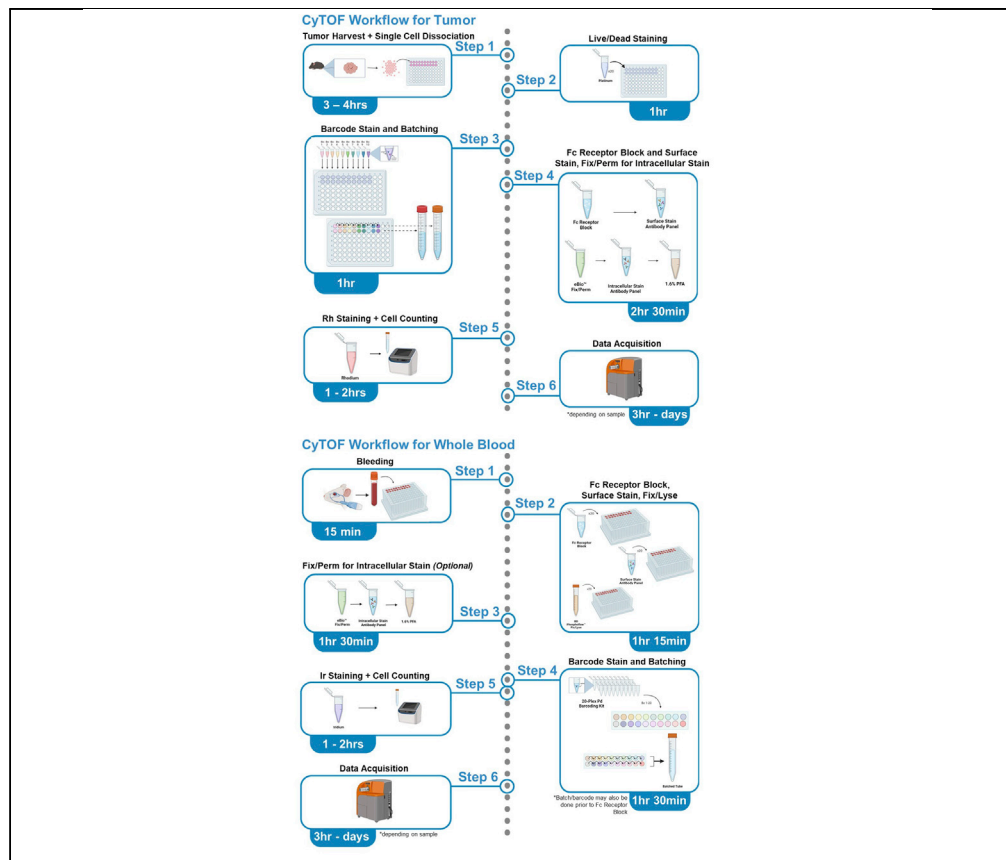 CyTOF Workflow for Tumor
Tumor Harvest + Single Cell Dissociation
Step 1
3 – 4hrs
Live/Dead Staining
Step 2
Platinum
1hr
Barcode Stain and Batching
Step 3
1hr
Fc Receptor Block and Surface
Stain, Fix/Perm for Intracellular Stain
Step 4
Fc Receptor
Block
Surface Stain
Antibody Panel
eBio™
Fix/Perm
Intracellular Stain
Antibody Panel
1.6% PFA
2hr 30min
Rh Staining + Cell Counting
Step 5
Rhodium
1 - 2hrs
Data Acquisition
Step 6
*depending on sample
3hr - days
CyTOF Workflow for Whole Blood
Bleeding
Step 1
15 min
Fc Receptor Block,
Surface Stain, Fix/Lyse
Step 2
Fc Receptor
Block
Surface Stain
Antibody Panel
1hr 15min
Fix/Perm for Intracellular Stain (Optional)
Step 3
eBio™
Fix/Perm
Intracellular Stain
Antibody Panel
1.6% PFA
1hr 30min
Barcode Stain and Batching
Step 4
20-Plex Pd
Barcoding Kit
Barcoded Tube
*Batch/barcode may also be
done prior to Fc Receptor
Block
1hr 30min
Ir Staining + Cell Counting
Step 5
Iridium
1 - 2hrs
Data Acquisition
Step 6
3hr - days
*depending on sample